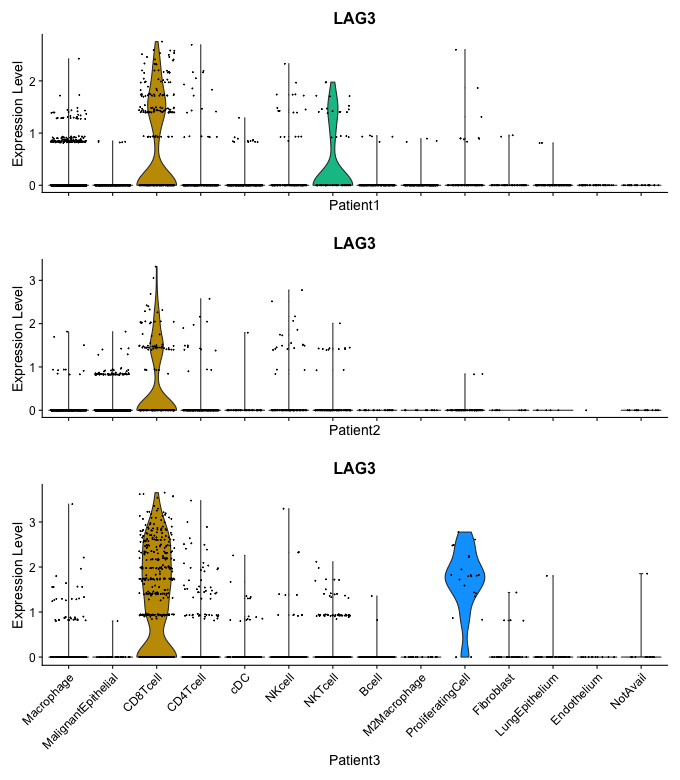 LAG3
Expression Level
2
1
0
Patient1
LAG3
Expression Level
3
2
1
0
Patient2
LAG3
Expression Level
3
2
1
0
Macrophage
MalignantEpithelial
CD8Tcell
CD4Tcell
cDC
NKcell
NKTcell
Bcell
M2Macrophage
ProliferatingCell
Fibroblast
LungEpithelium
Endothelium
NotAvail
Patient3